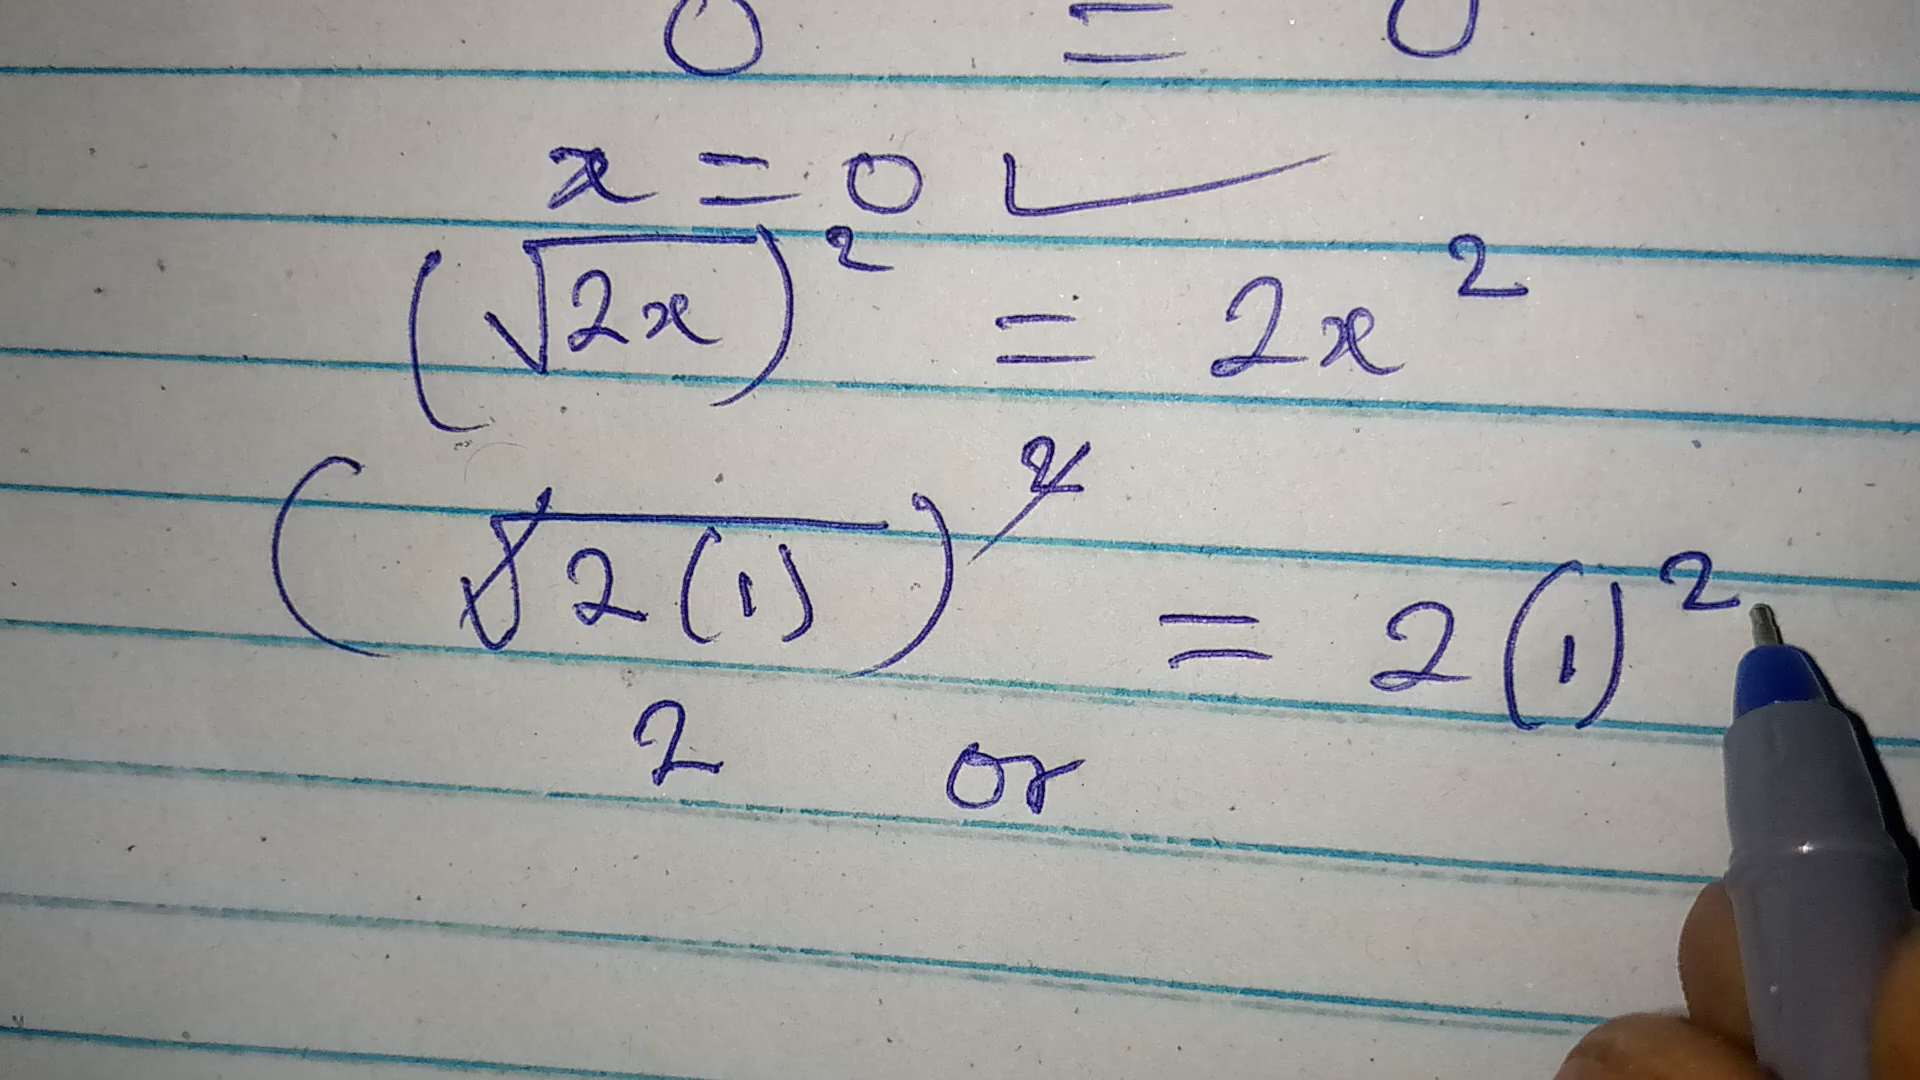 0 = 0
x = 0 ✓
(√2x)² = 2x²
(√2(1))² = 2(1)²
2 or